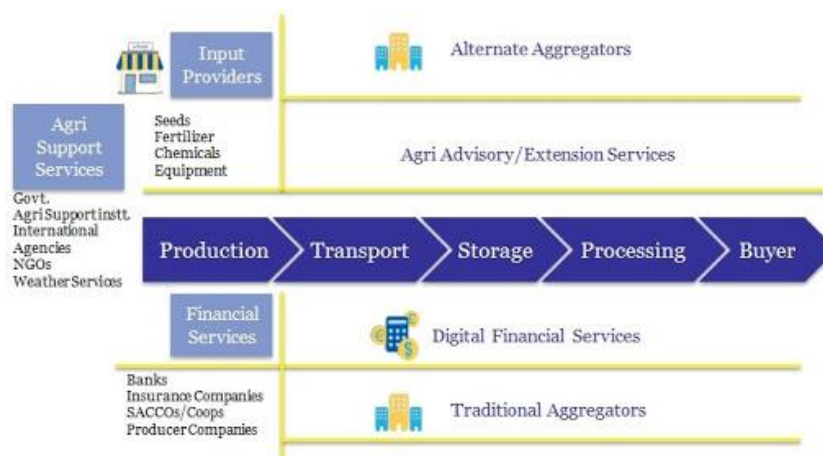 Input
Providers
Alternate Aggregators
Agri
Support
Services
Seeds
Fertilizer
Chemicals
Equipment
Agri Advisory/Extension Services
Govt.
Agri Support instt.
International
Agencies
NGOs
Weather Services
Production
Transport
Storage
Processing
Buyer
Financial
Services
Digital Financial Services
Banks
Insurance Companies
SACCOs/Coops
Producer Companies
Traditional Aggregators